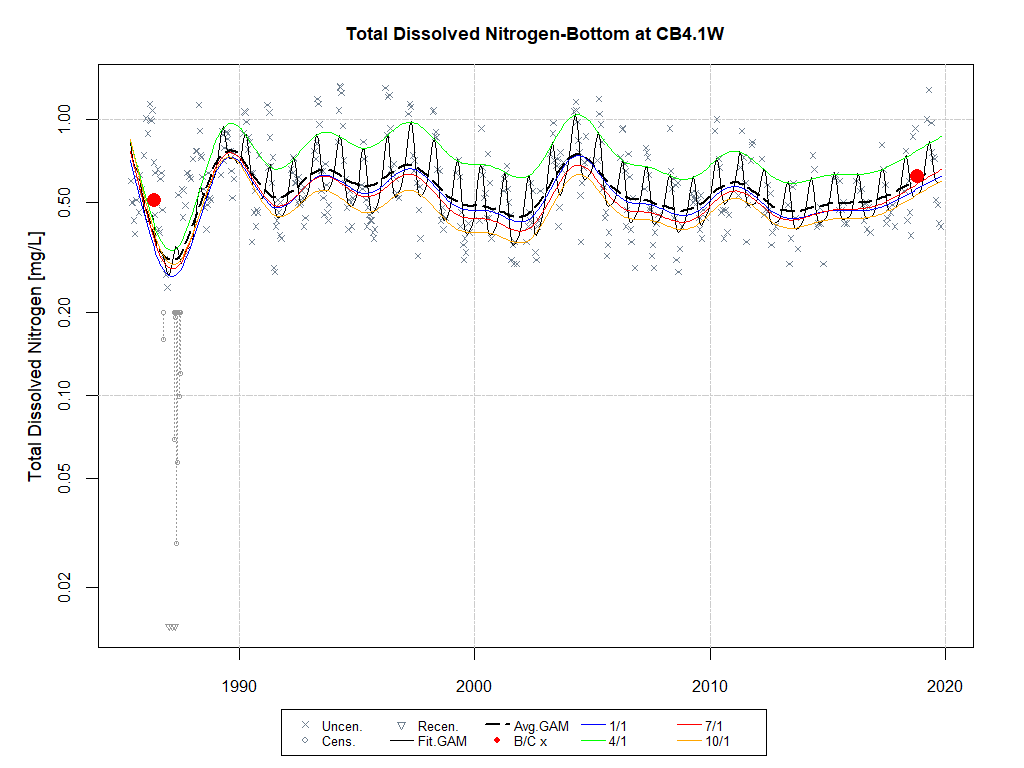 Total Dissolved Nitrogen-Bottom at CB4.1W
Total Dissolved Nitrogen [mg/L]
1.00
0.50
0.20
0.10
0.05
0.02
1990 2000 2010 2020
Uncen. Recen. Avg.GAM 1/1 7/1
Cens. Fit.GAM B/C x 4/1 10/1